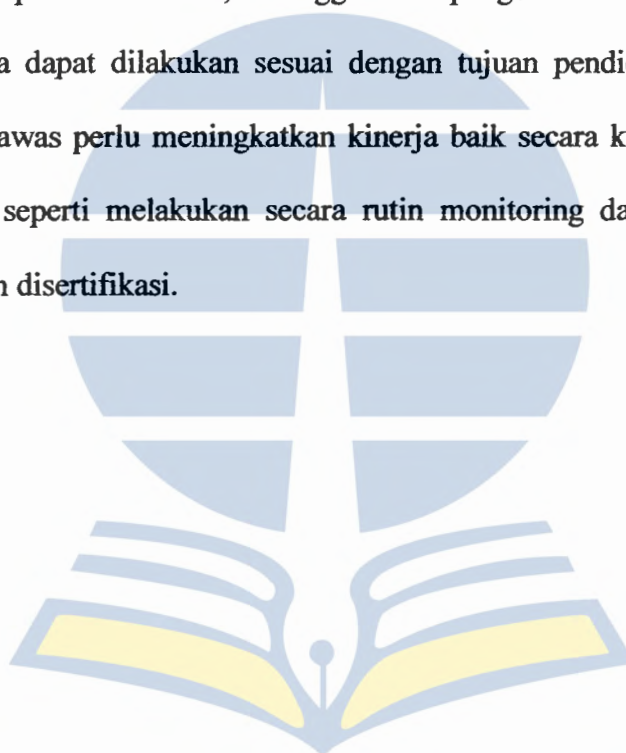 a dapat dilakukan sesuai dengan tujuan pendi
awas perlu meningkatkan kinerja baik secara k
seperti melakukan secara rutin monitoring da
n disertifikasi.